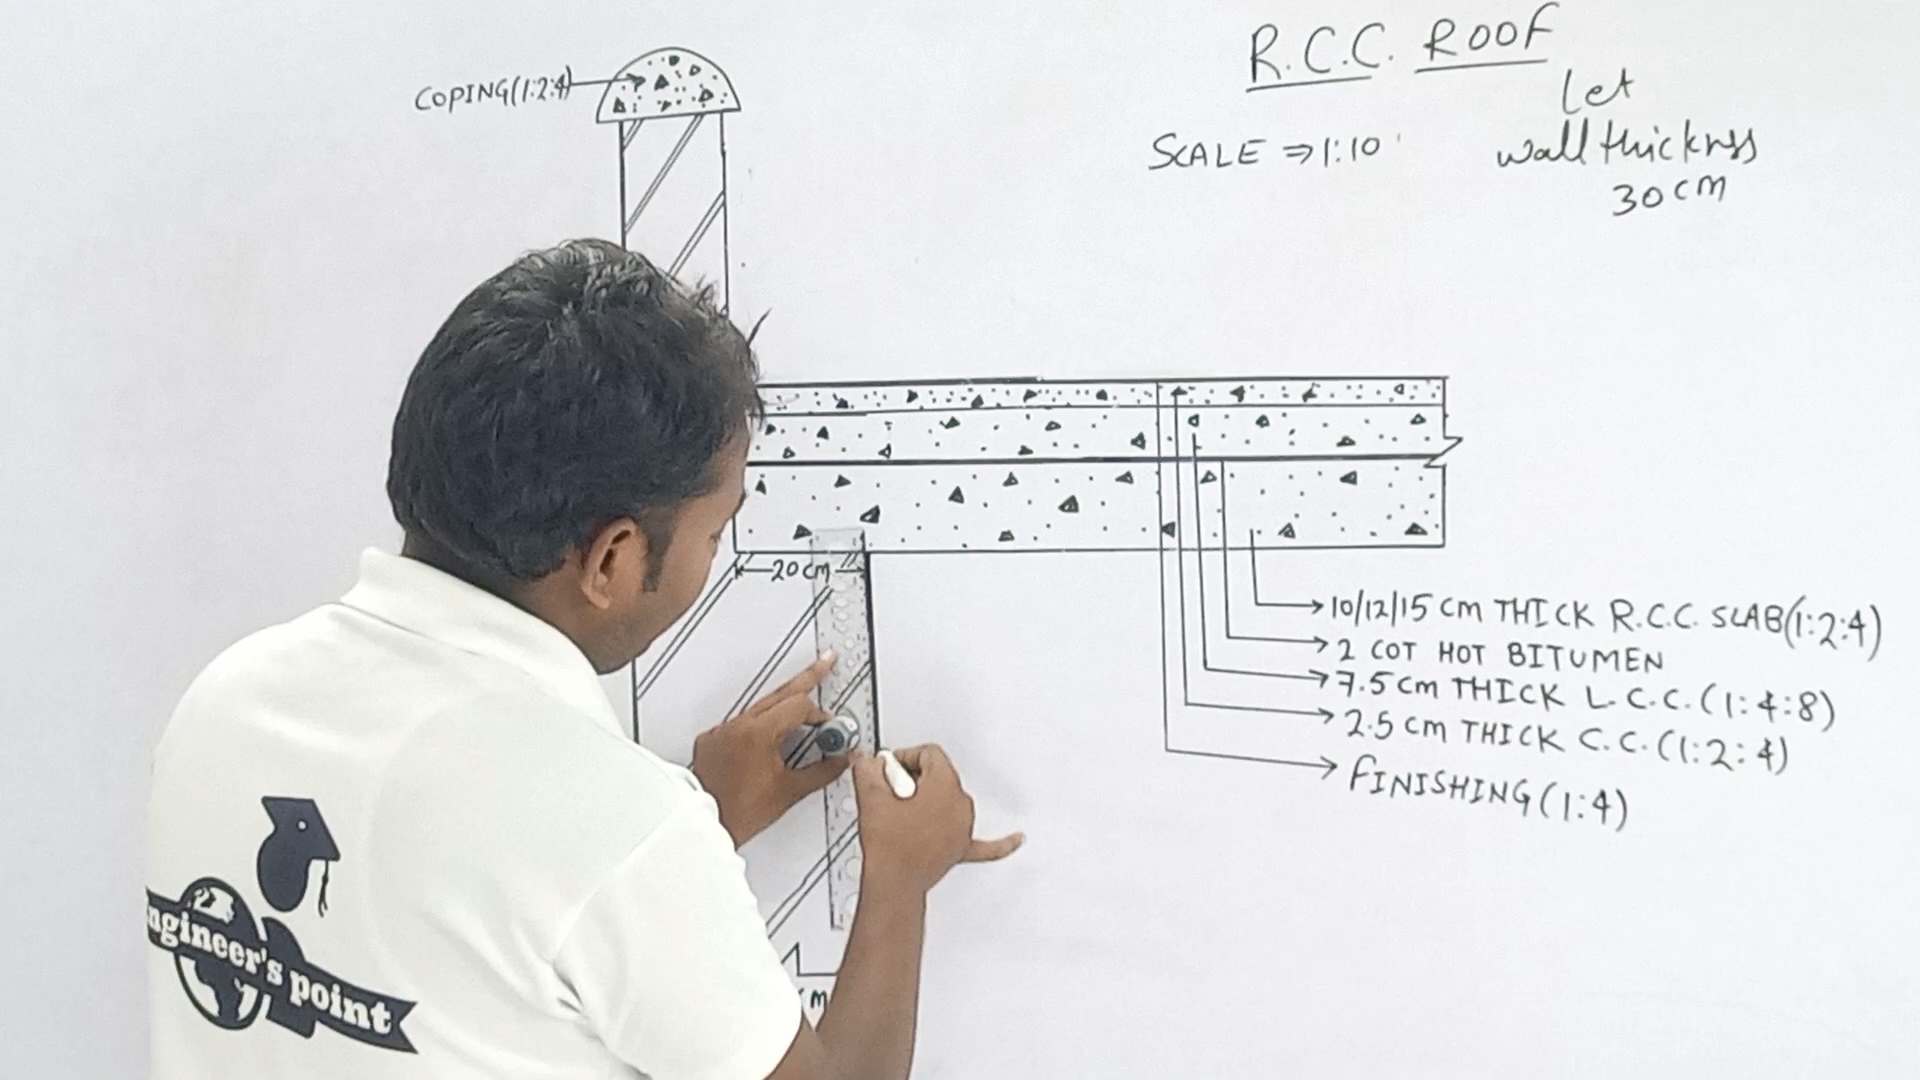 R.C.C. ROOF
COPING(1:2:4)
Let
SCALE ⇒ 1:10
wall thickness
30 cm
20 cm
10/12/15 CM THICK R.C.C. SLAB(1:2:4)
2 COT HOT BITUMEN
7.5 cm THICK L.C.C.(1:4:8)
2.5 cm THICK C.C.(1:2:4)
FINISHING(1:4)
ngineer's point